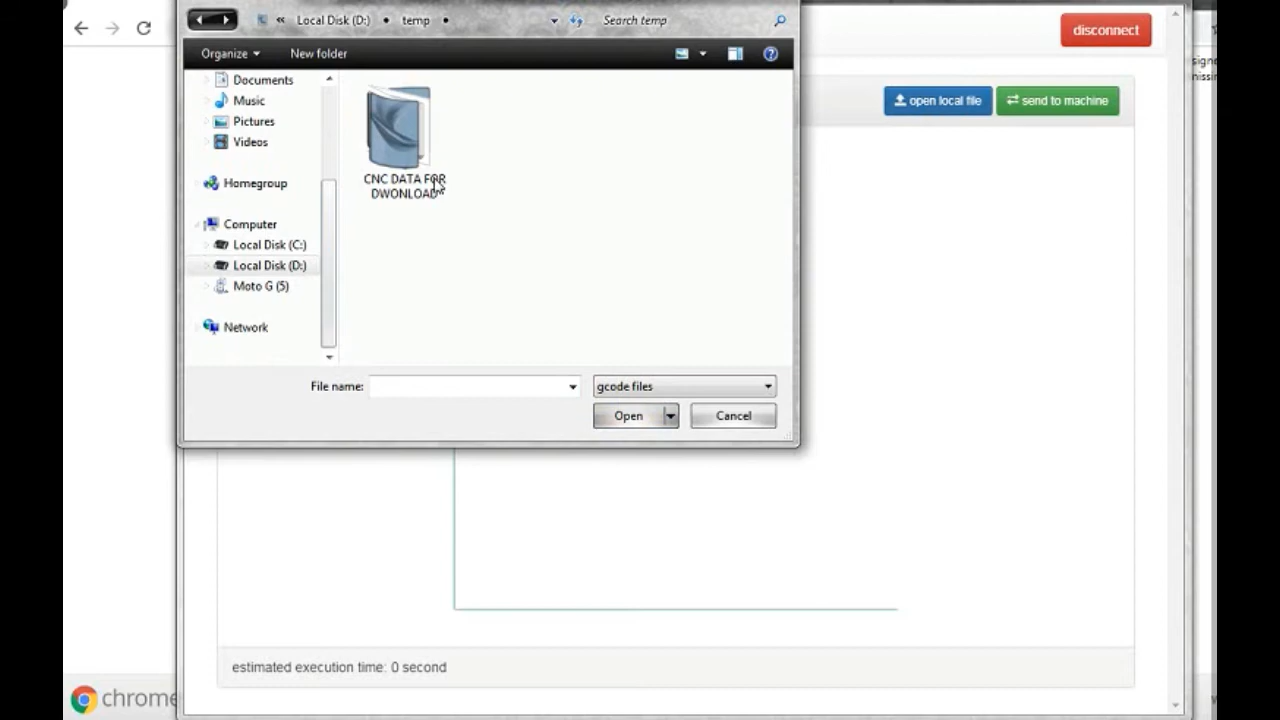 Local Disk (D:)
temp
Search temp
disconnect
Organize
New folder
open local file
send to machine
Documents
Music
Pictures
Videos
Homegroup
Computer
Local Disk (C:)
Local Disk (D:)
Moto G (5)
Network
CNC DATA FOR
DWONLOAD
File name:
gcode files
Open
Cancel
estimated execution time: 0 second
chrome